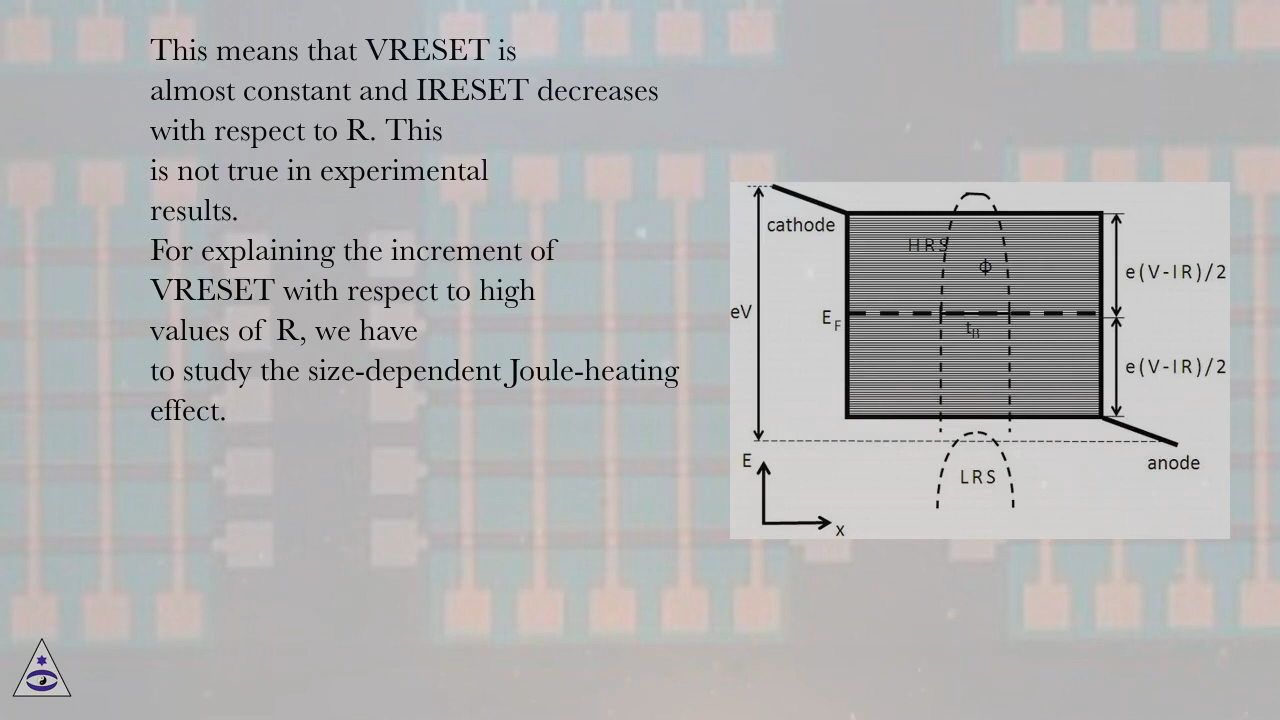 This means that VRESET is
almost constant and IRESET decreases
with respect to R. This
is not true in experimental
results.
For explaining the increment of
VRESET with respect to high
values of R, we have
to study the size-dependent Joule-heating
effect.
cathode
HRS
Φ
e(V-IR)/2
eV
E_F
t_R
e(V-IR)/2
E
LRS
anode
x